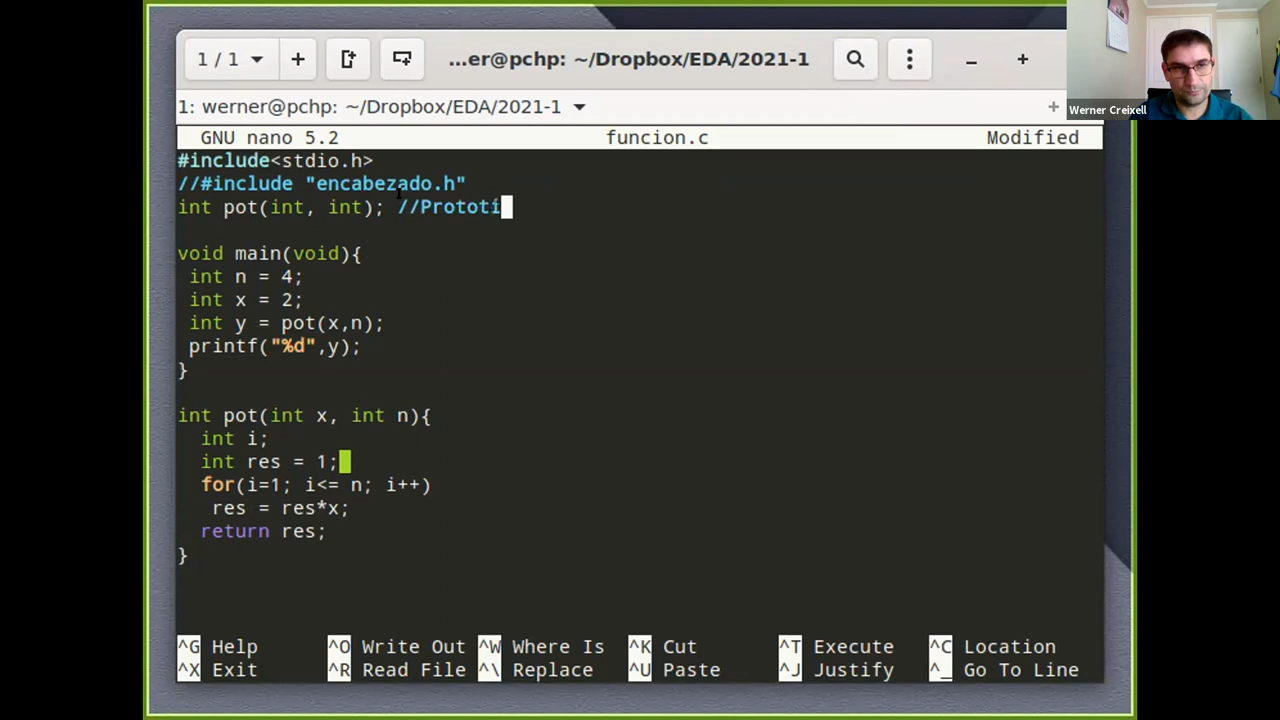 1 / 1
...er@pchp: ~/Dropbox/EDA/2021-1
Werner Creixell
1: werner@pchp: ~/Dropbox/EDA/2021-1
GNU nano 5.2 funcion.c Modified
#include<stdio.h>
//#include "encabezado.h"
int pot(int, int); //Prototi
void main(void){
int n = 4;
int x = 2;
int y = pot(x,n);
printf("%d",y);
}
int pot(int x, int n){
int i;
int res = 1;
for(i=1; i<= n; i++)
res = res*x;
return res;
}
^G Help ^O Write Out ^W Where Is ^K Cut ^T Execute ^C Location
^X Exit ^R Read File ^\ Replace ^U Paste ^J Justify ^_ Go To Line